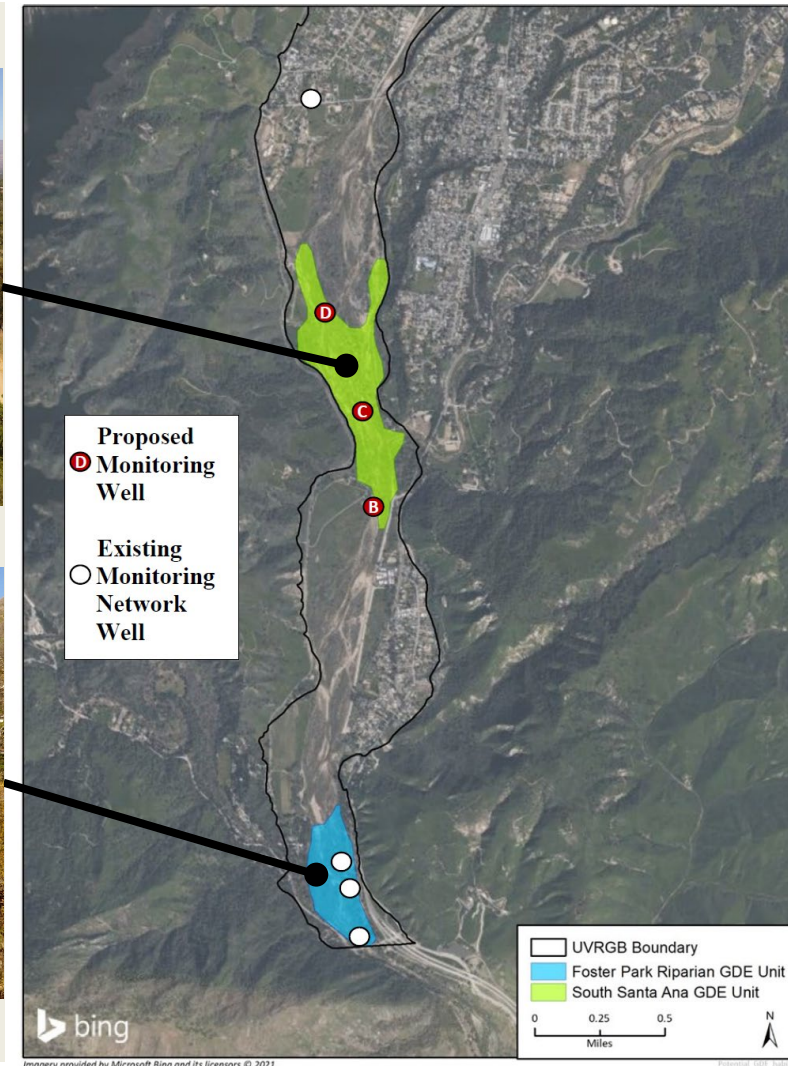 D
C
B
Proposed
D Monitoring
Well
Existing
Monitoring
Network
Well
UVRGB Boundary
Foster Park Riparian GDE Unit
South Santa Ana GDE Unit
0 0.25 0.5
Miles
N
bing
Imagery provided by Microsoft Bing and its licensors © 2021